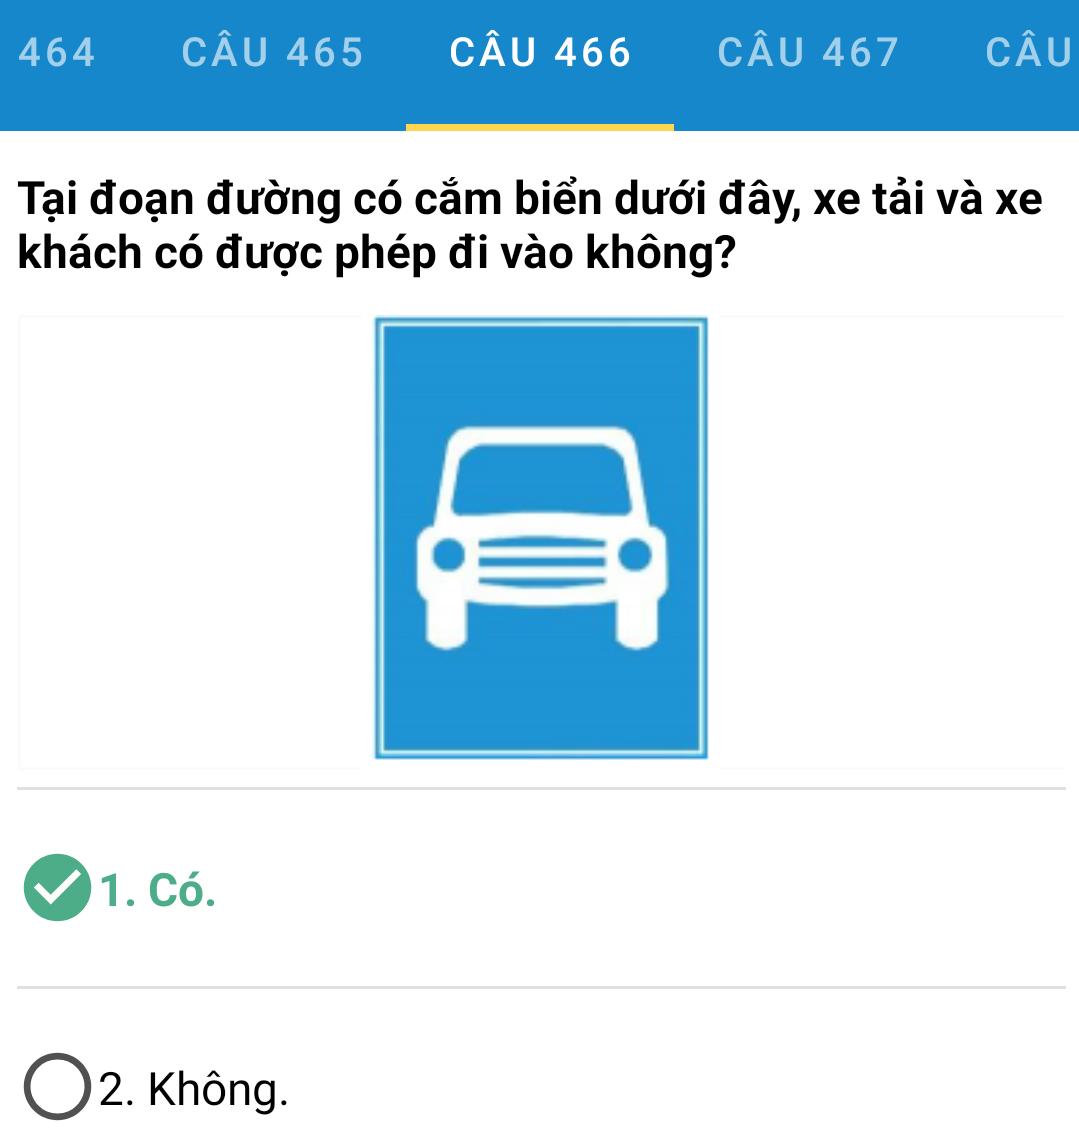 464 CÂU 465 CÂU 466 CÂU 467 CÂU
Tại đoạn đường có cắm biển dưới đây, xe tải và xe
khách có được phép đi vào không?
1. Có.
2. Không.